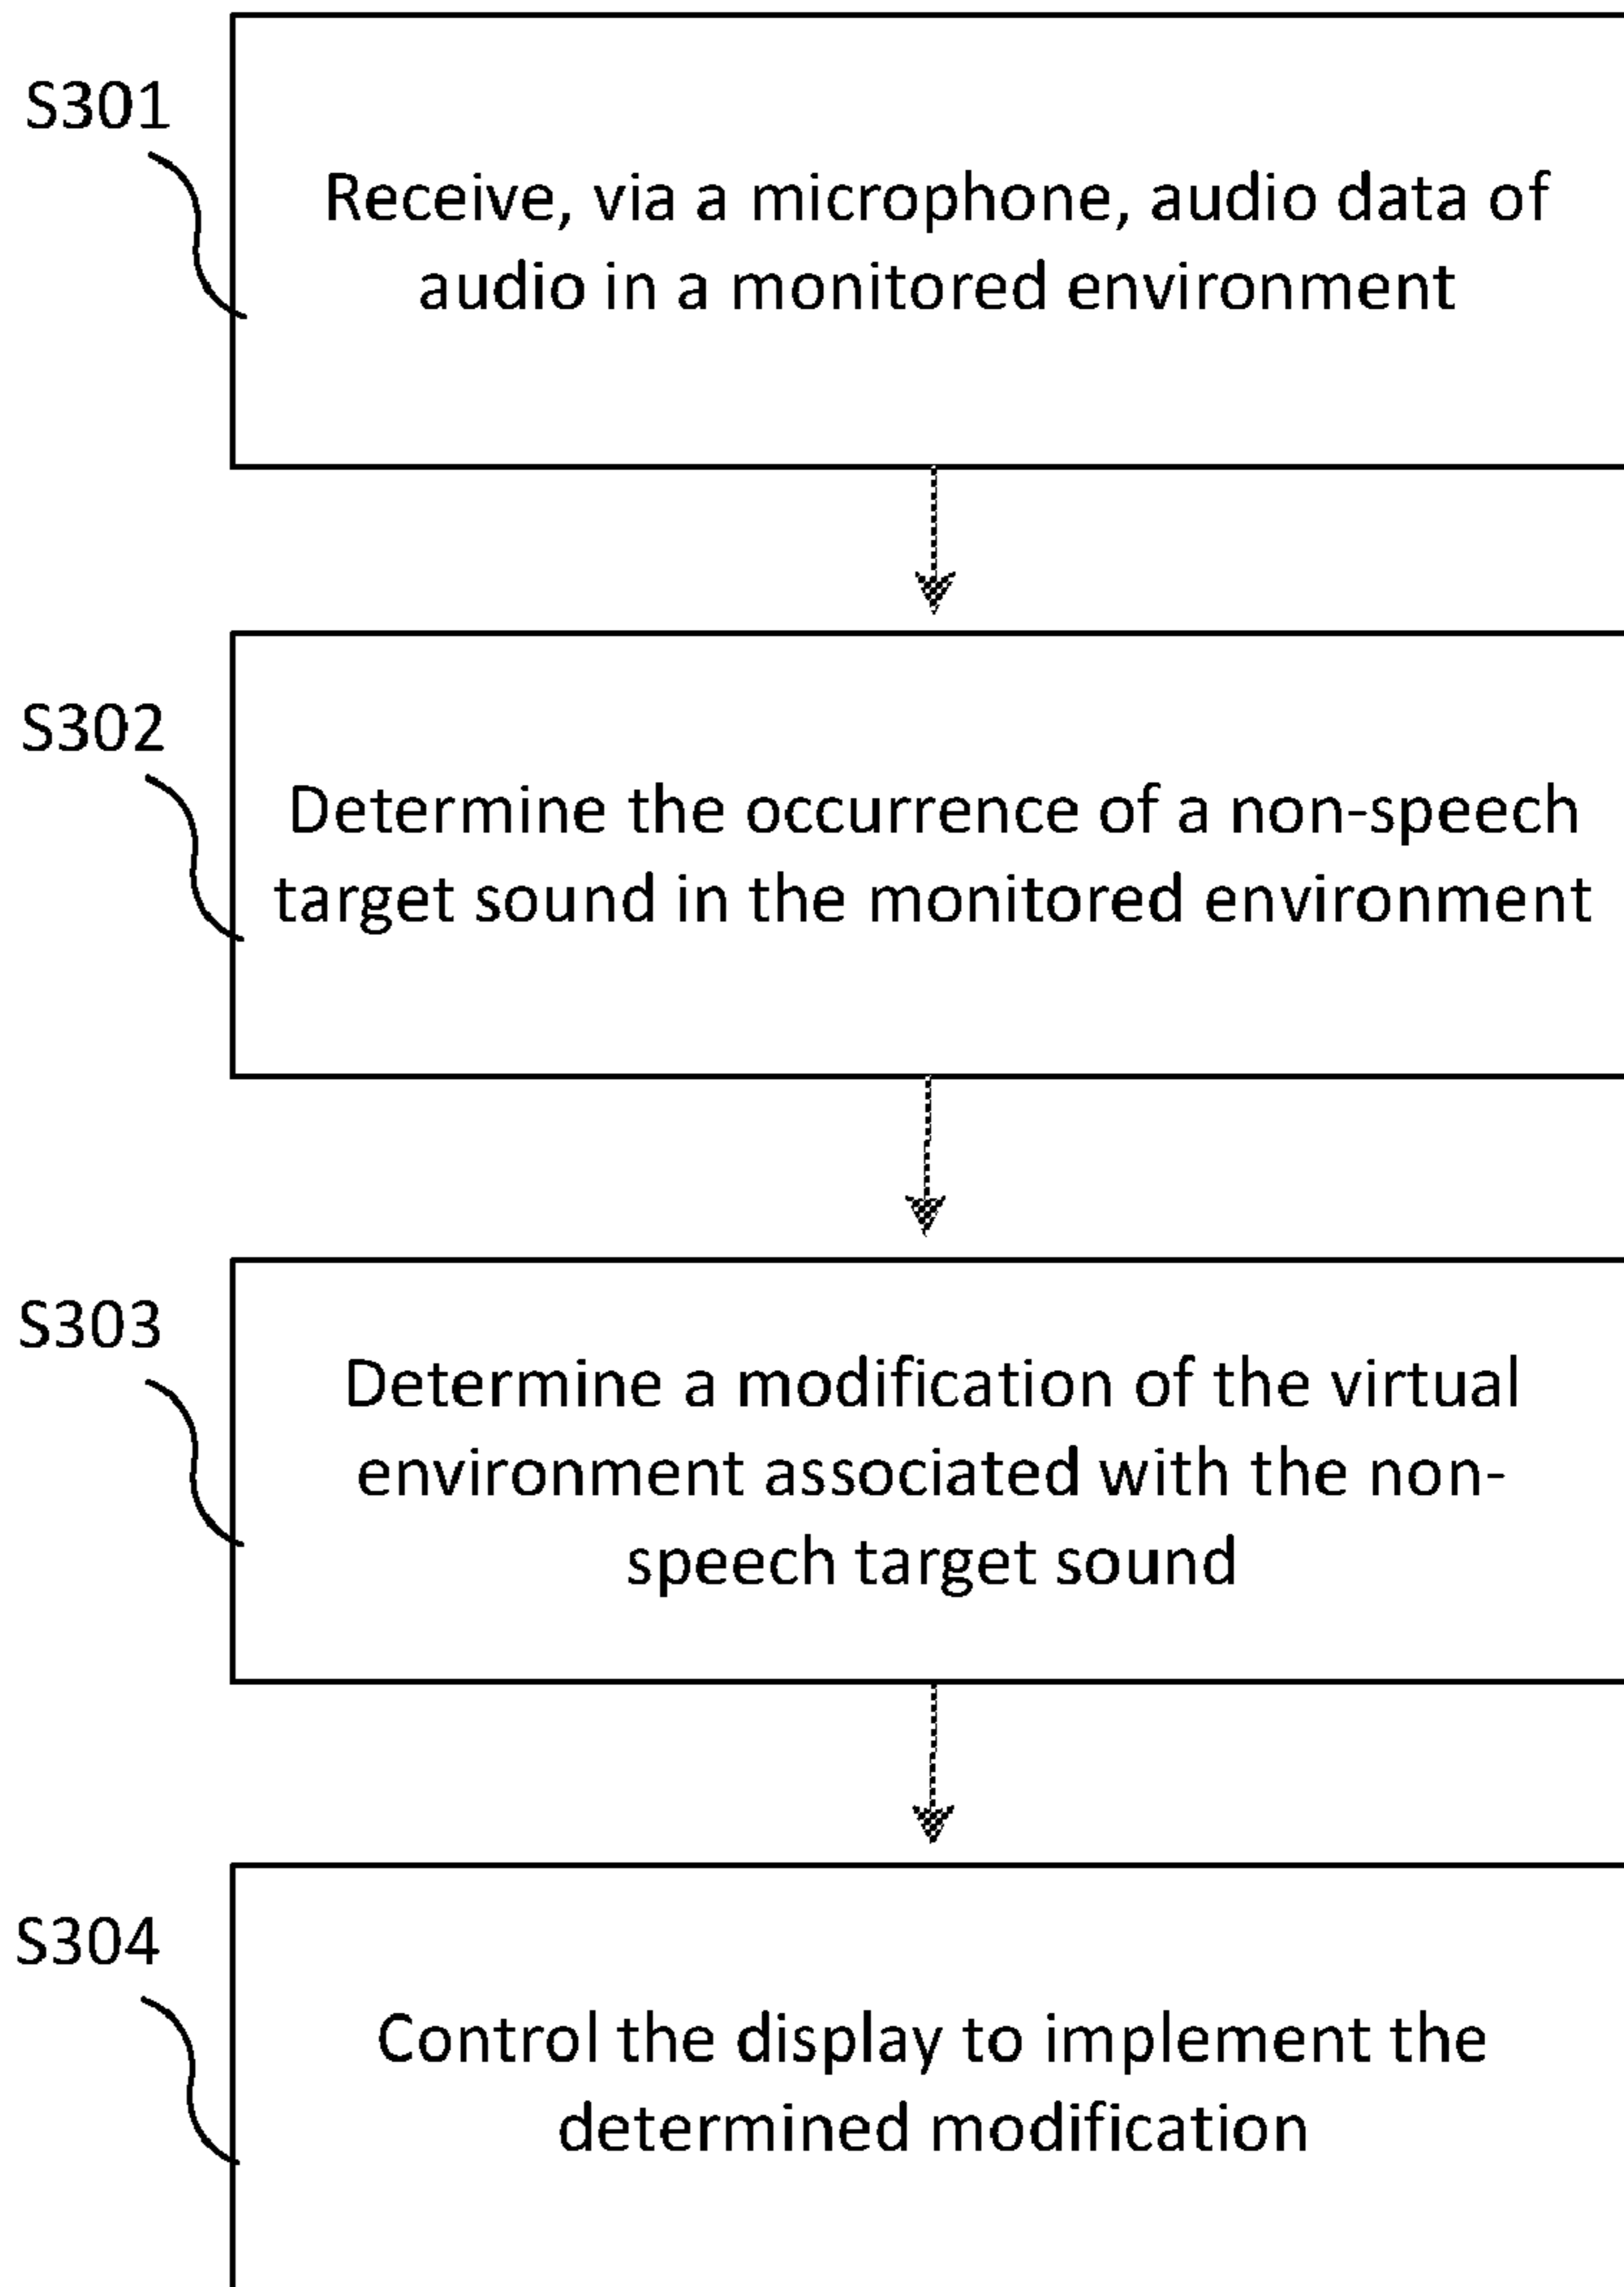 S301
Receive, via a microphone, audio data of
audio in a monitored environment
S302
Determine the occurrence of a non-speech
target sound in the monitored environment
S303
Determine a modification of the virtual
environment associated with the non-
speech target sound
S304
Control the display to implement the
determined modification